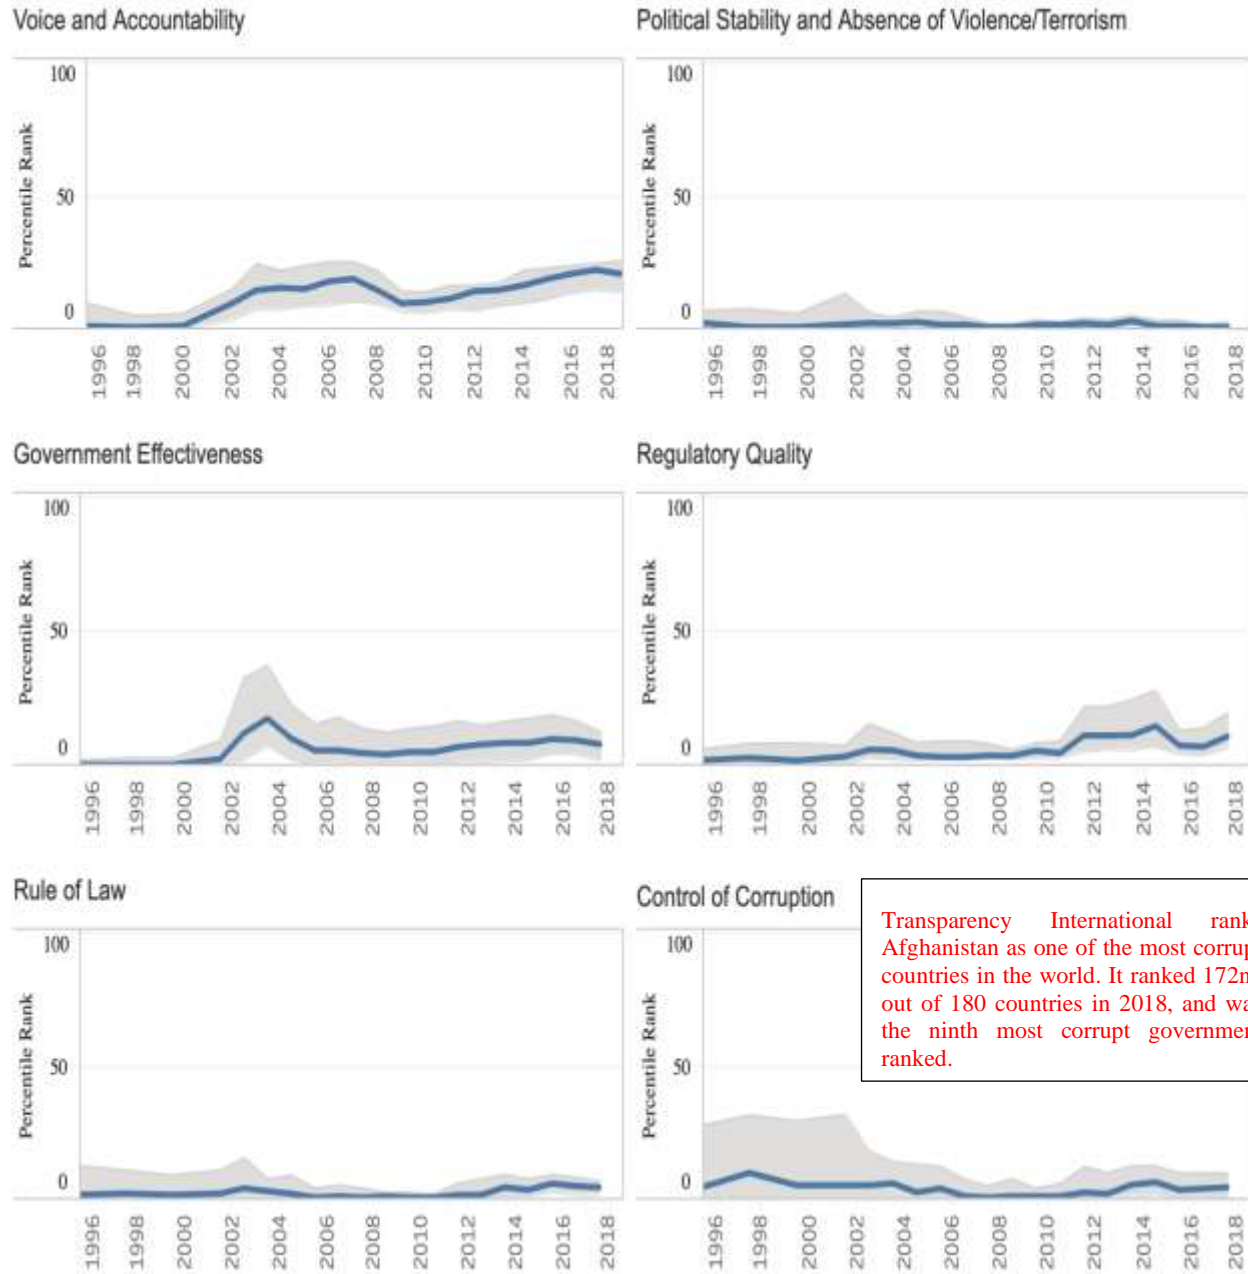 Voice and Accountability
Political Stability and Absence of Violence/Terrorism
100
Percentile Rank
50
0
1996 1998 2000 2002 2004 2006 2008 2010 2012 2014 2016 2018
100
Percentile Rank
50
0
1996 1998 2000 2002 2004 2006 2008 2010 2012 2014 2016 2018
Government Effectiveness
Regulatory Quality
100
Percentile Rank
50
0
1996 1998 2000 2002 2004 2006 2008 2010 2012 2014 2016 2018
100
Percentile Rank
50
0
1996 1998 2000 2002 2004 2006 2008 2010 2012 2014 2016 2018
Rule of Law
Control of Corruption
100
Percentile Rank
50
0
1996 1998 2000 2002 2004 2006 2008 2010 2012 2014 2016 2018
100
Percentile Rank
50
0
1996 1998 2000 2002 2004 2006 2008 2010 2012 2014 2016 2018
Transparency International rank
Afghanistan as one of the most corrup
countries in the world. It ranked 172n
out of 180 countries in 2018, and wa
the ninth most corrupt governmen
ranked.